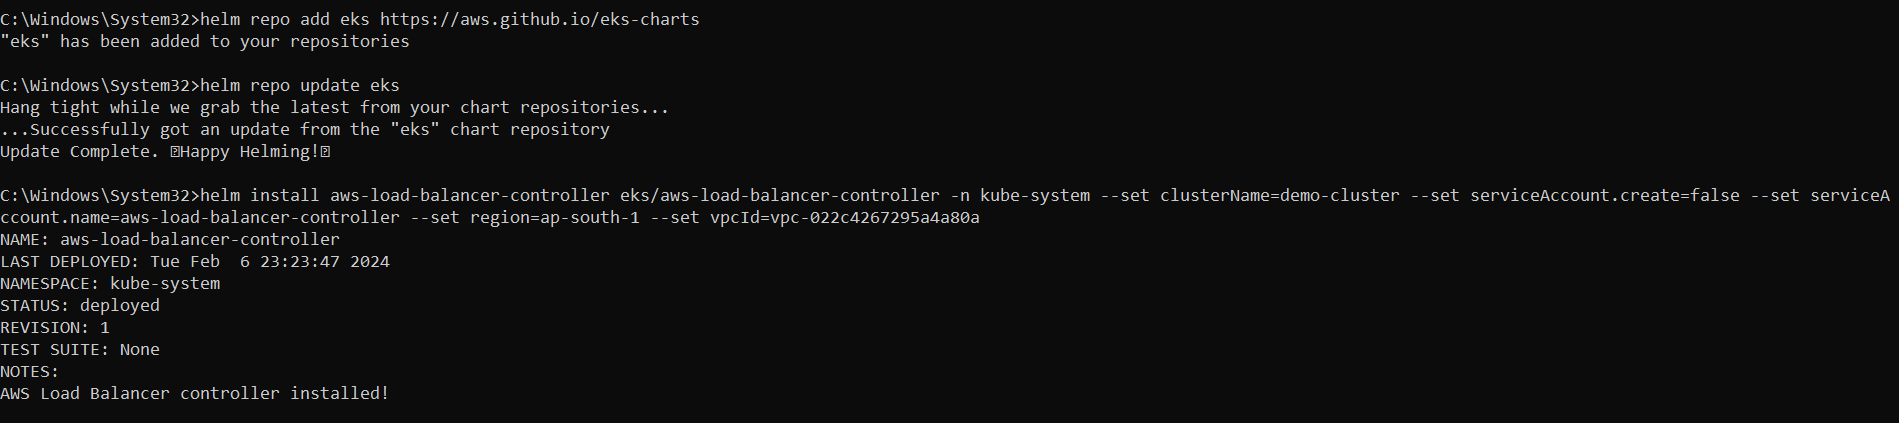 C:\Windows\System32>helm repo add eks https://aws.github.io/eks-charts
"eks" has been added to your repositories
C:\Windows\System32>helm repo update eks
Hang tight while we grab the latest from your chart repositories...
...Successfully got an update from the "eks" chart repository
Update Complete. ⍰Happy Helming!⍰
C:\Windows\System32>helm install aws-load-balancer-controller eks/aws-load-balancer-controller -n kube-system --set clusterName=demo-cluster --set serviceAccount.create=false --set serviceA
ccount.name=aws-load-balancer-controller --set region=ap-south-1 --set vpcId=vpc-022c4267295a4a80a
NAME: aws-load-balancer-controller
LAST DEPLOYED: Tue Feb  6 23:23:47 2024
NAMESPACE: kube-system
STATUS: deployed
REVISION: 1
TEST SUITE: None
NOTES:
AWS Load Balancer controller installed!